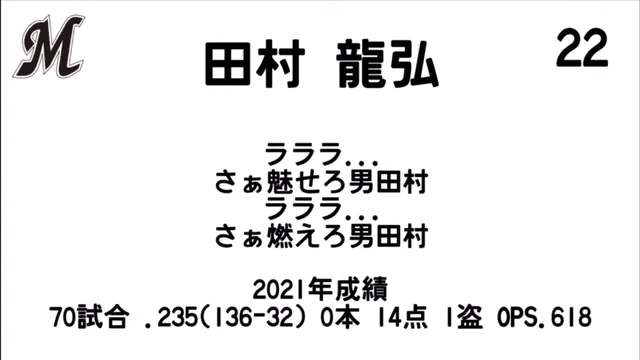 M
田村 龍弘
22
ラララ...
さぁ魅せろ男田村
ラララ...
さぁ燃えろ男田村
2021年成績
70試合 .235(136-32) 0本 14点 1盗 OPS.618